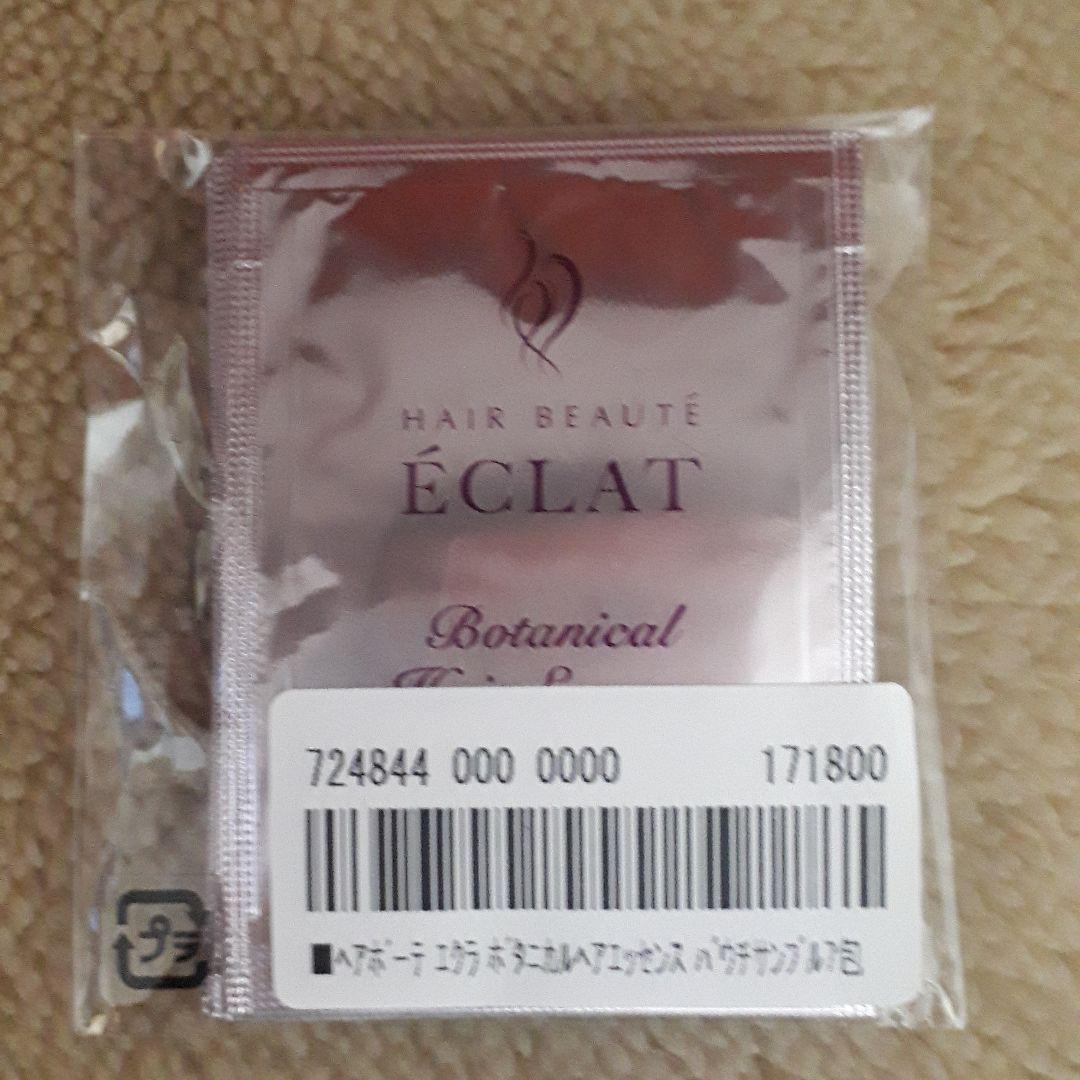 HAIR BEAUTÉ
ÉCLAT
Botanical
Hair
724844 000 0000 171800
■ヘアボーテ エクラ ボタニカルヘアエッセンス パウチサンプル7包
プラ